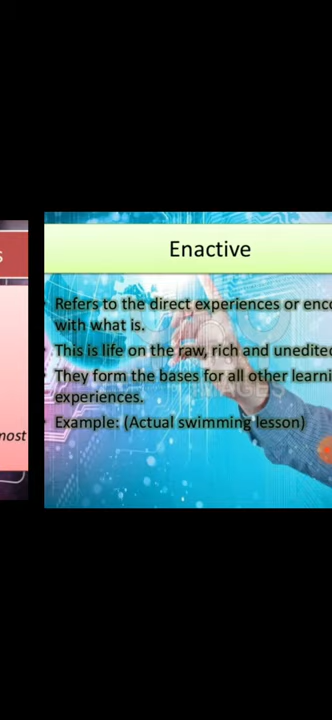 s
Enactive
Refers to the direct experiences or enco
with what is.
This is life on the raw, rich and unedited
They form the bases for all other learni
experiences.
most
Example: (Actual swimming lesson)